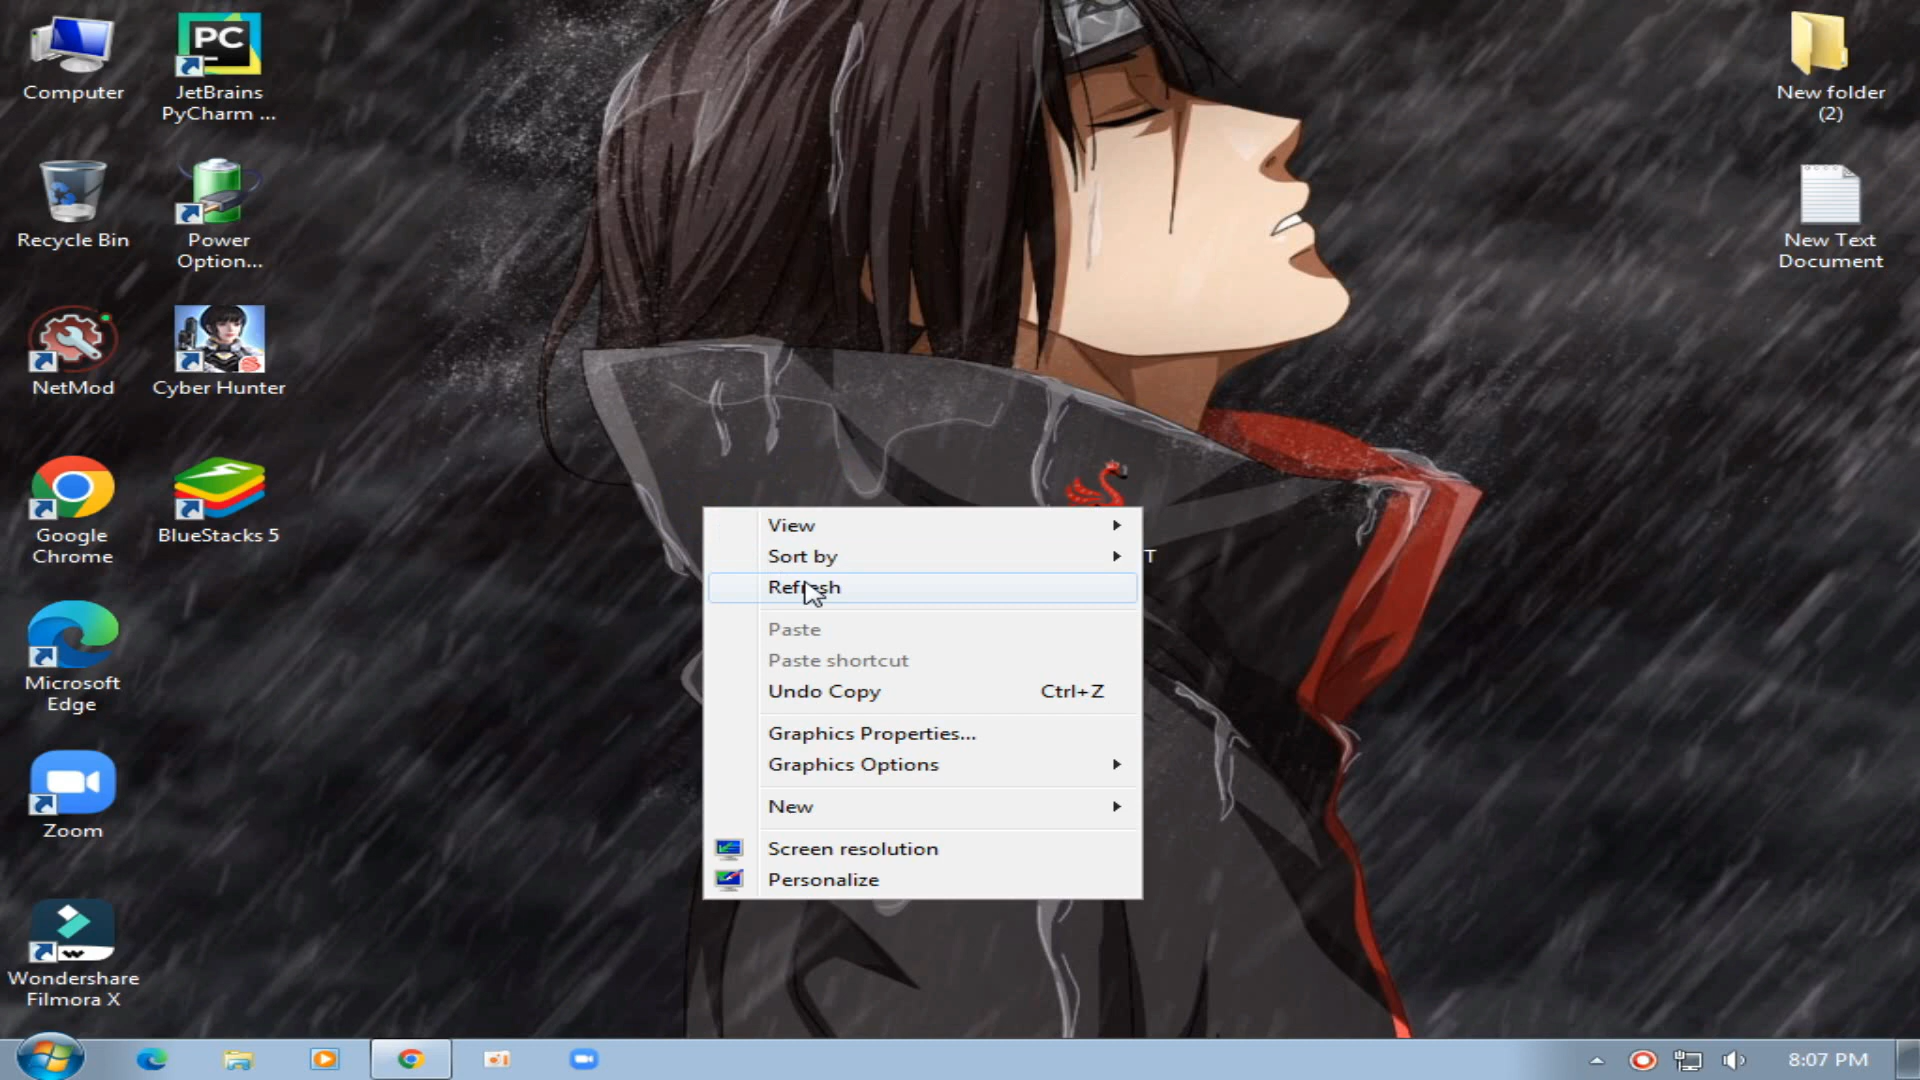 Computer
JetBrains
PyCharm ...
PC
Recycle Bin
Power
Option...
NetMod
Cyber Hunter
Google
Chrome
BlueStacks 5
Microsoft
Edge
Zoom
Wondershare
Filmora X
New folder
(2)
New Text
Document
View
Sort by
T
Refresh
Paste
Paste shortcut
Undo Copy Ctrl+Z
Graphics Properties...
Graphics Options
New
Screen resolution
Personalize
8:07 PM